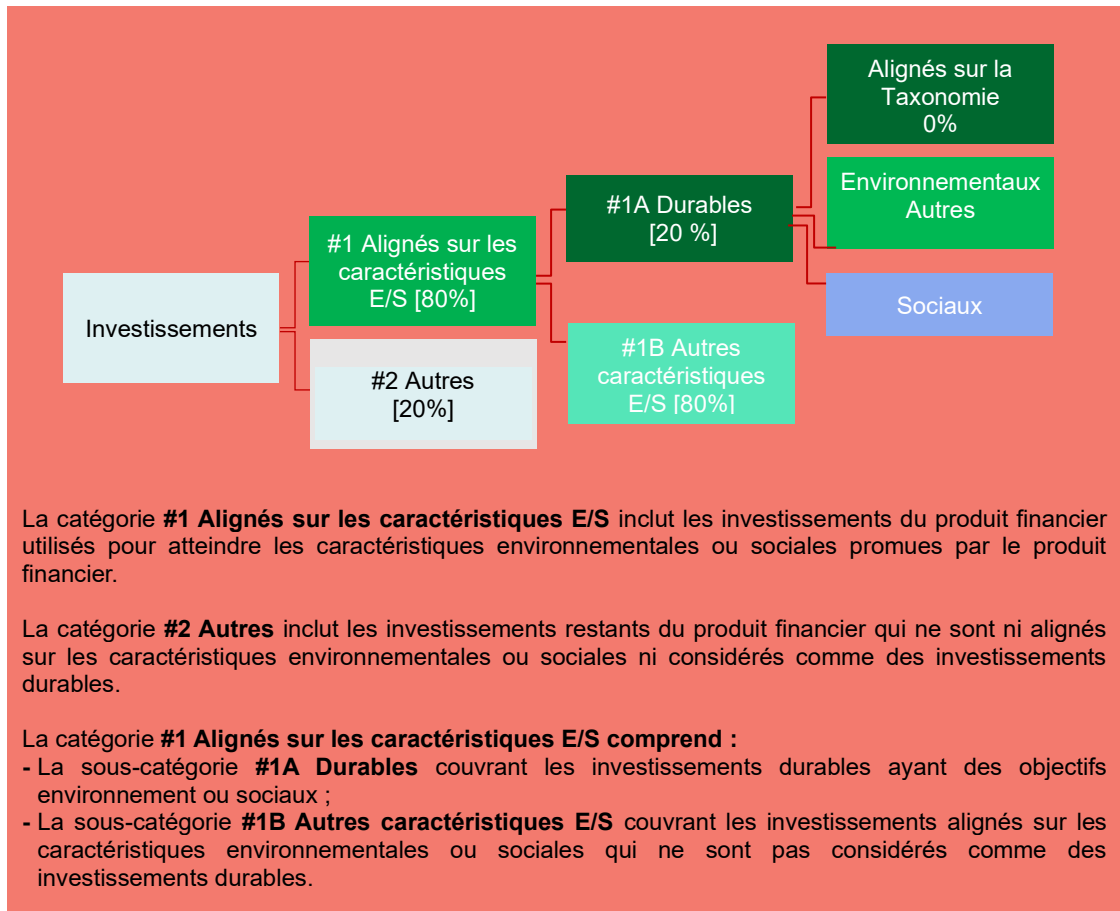 Alignés sur la
Taxonomie
0%
Environnementaux
Autres
#1A Durables
[20 %]
#1 Alignés sur les
caractéristiques
E/S [80%]
Sociaux
Investissements
#1B Autres
caractéristiques
E/S [80%]
#2 Autres
[20%]
La catégorie #1 Alignés sur les caractéristiques E/S inclut les investissements du produit financier
utilisés pour atteindre les caractéristiques environnementales ou sociales promues par le produit
financier.
La catégorie #2 Autres inclut les investissements restants du produit financier qui ne sont ni alignés
sur les caractéristiques environnementales ou sociales ni considérés comme des investissements
durables.
La catégorie #1 Alignés sur les caractéristiques E/S comprend :
- La sous-catégorie #1A Durables couvrant les investissements durables ayant des objectifs
environnement ou sociaux ;
- La sous-catégorie #1B Autres caractéristiques E/S couvrant les investissements alignés sur les
caractéristiques environnementales ou sociales qui ne sont pas considérés comme des
investissements durables.